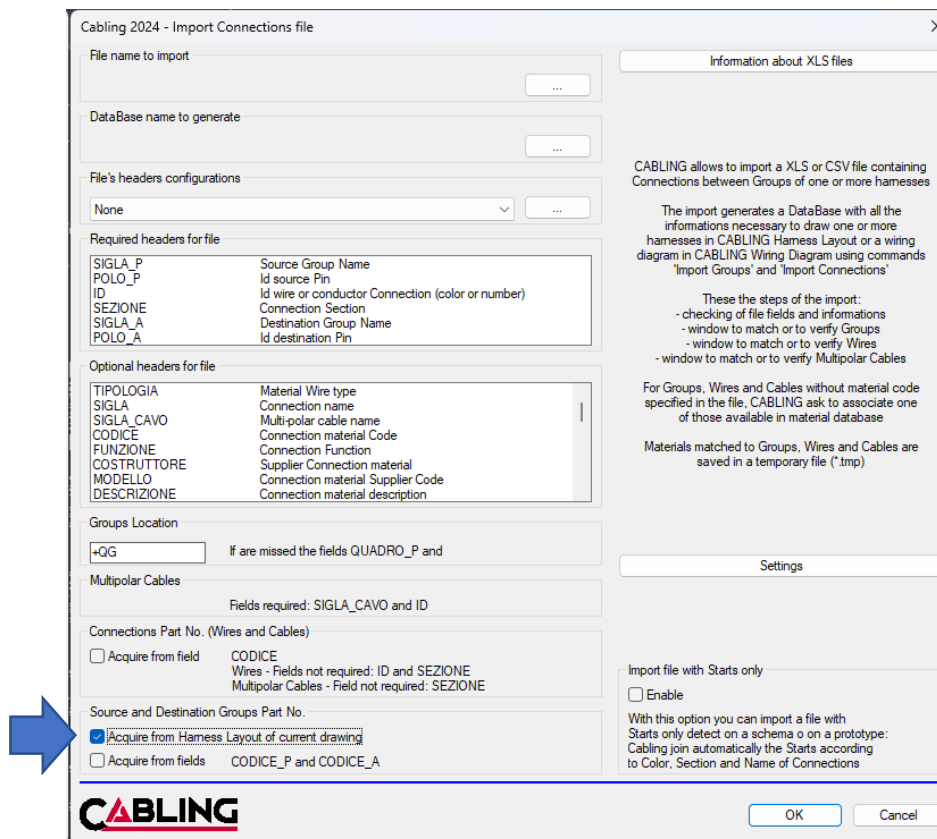 Cabling 2024 - Import Connections file
File name to import
...
DataBase name to generate
...
File's headers configurations
None
...
Required headers for file
SIGLA_P Source Group Name
POLO_P Id source Pin
ID Id wire or conductor Connection (color or number)
SEZIONE Connection Section
SIGLA_A Destination Group Name
POLO_A Id destination Pin
Optional headers for file
TIPOLOGIA Material Wire type
SIGLA Connection name
SIGLA_CAVO Multi-polar cable name
CODICE Connection material Code
FUNZIONE Connection Function
COSTRUTTORE Supplier Connection material
MODELLO Connection material Supplier Code
DESCRIZIONE Connection material description
Groups Location
+QG If are missed the fields QUADRO_P and
Multipolar Cables
Fields required: SIGLA_CAVO and ID
Connections Part No. (Wires and Cables)
Acquire from field CODICE
Wires - Fields not required: ID and SEZIONE
Multipolar Cables - Field not required: SEZIONE
Source and Destination Groups Part No.
Acquire from Harness Layout of current drawing
Acquire from fields CODICE_P and CODICE_A
Information about XLS files
CABLING allows to import a XLS or CSV file containing
Connections between Groups of one or more harnesses
The import generates a DataBase with all the
informations necessary to draw one or more
harnesses in CABLING Harness Layout or a wiring
diagram in CABLING Wiring Diagram using commands
'Import Groups' and 'Import Connections'
These the steps of the import:
- checking of file fields and informations
- window to match or to verify Groups
- window to match or to verify Wires
- window to match or to verify Multipolar Cables
For Groups, Wires and Cables without material code
specified in the file, CABLING ask to associate one
of those available in material database
Materials matched to Groups, Wires and Cables are
saved in a temporary file (*.tmp)
Settings
Import file with Starts only
Enable
With this option you can import a file with
Starts only detect on a schema o on a prototype:
Cabling join automatically the Starts according
to Color, Section and Name of Connections
CABLING
OK
Cancel